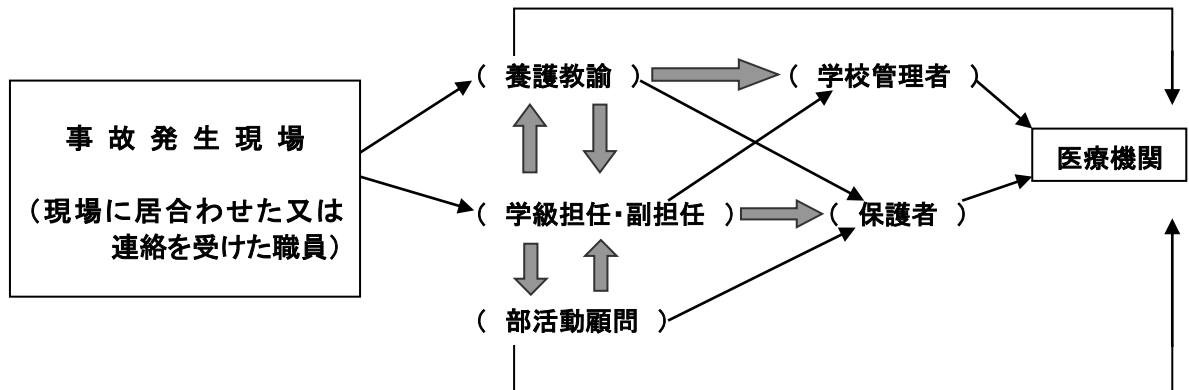 （ 養護教諭 ）
（ 学校管理者 ）
事 故 発 生 現 場
（現場に居合わせた又は
連絡を受けた職員）
医療機関
（ 学級担任・副担任 ）
（ 保護者 ）
（ 部活動顧問 ）